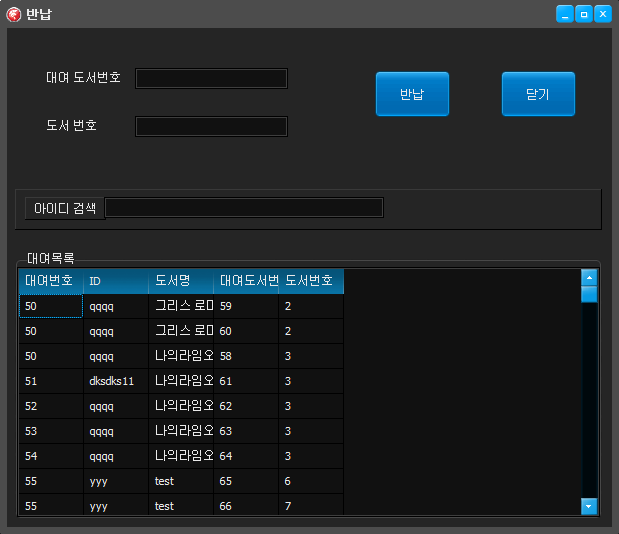 반납
대여 도서번호
반납
닫기
도서 번호
아이디 검색
대여목록
대여번호 ID 도서명 대여도서번 도서번호
50 qqqq 그리스 로마 59 2
50 qqqq 그리스 로마 60 2
50 qqqq 나의라임오 58 3
51 dksdks11 나의라임오 61 3
52 qqqq 나의라임오 62 3
53 qqqq 나의라임오 63 3
54 qqqq 나의라임오 64 3
55 yyy test 65 6
55 yyy test 66 7